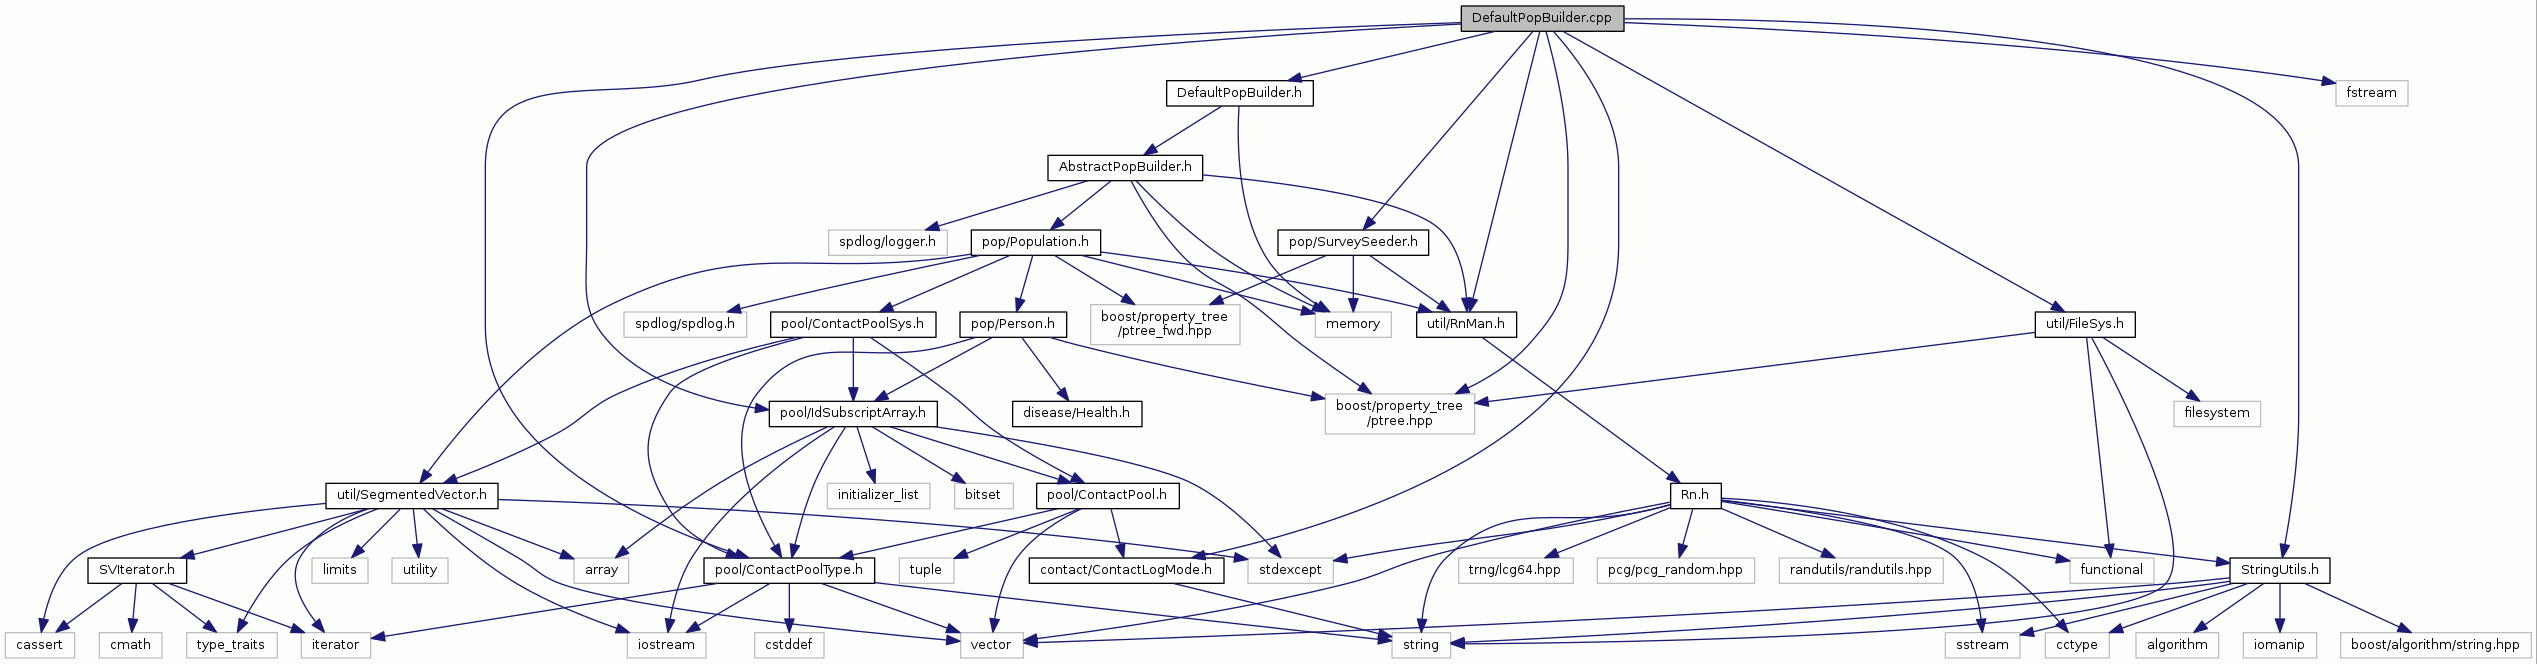 DefaultPopBuilder.cpp
DefaultPopBuilder.h
fstream
AbstractPopBuilder.h
spdlog/logger.h
pop/Population.h
pop/SurveySeeder.h
spdlog/spdlog.h
pool/ContactPoolSys.h
pop/Person.h
boost/property_tree
/ptree_fwd.hpp
memory
util/RnMan.h
util/FileSys.h
pool/IdSubscriptArray.h
disease/Health.h
boost/property_tree
/ptree.hpp
filesystem
util/SegmentedVector.h
initializer_list
bitset
pool/ContactPool.h
Rn.h
SVIterator.h
limits
utility
array
pool/ContactPoolType.h
tuple
contact/ContactLogMode.h
stdexcept
trng/lcg64.hpp
pcg/pcg_random.hpp
randutils/randutils.hpp
functional
StringUtils.h
cassert
cmath
type_traits
iterator
iostream
cstddef
vector
string
sstream
cctype
algorithm
iomanip
boost/algorithm/string.hpp